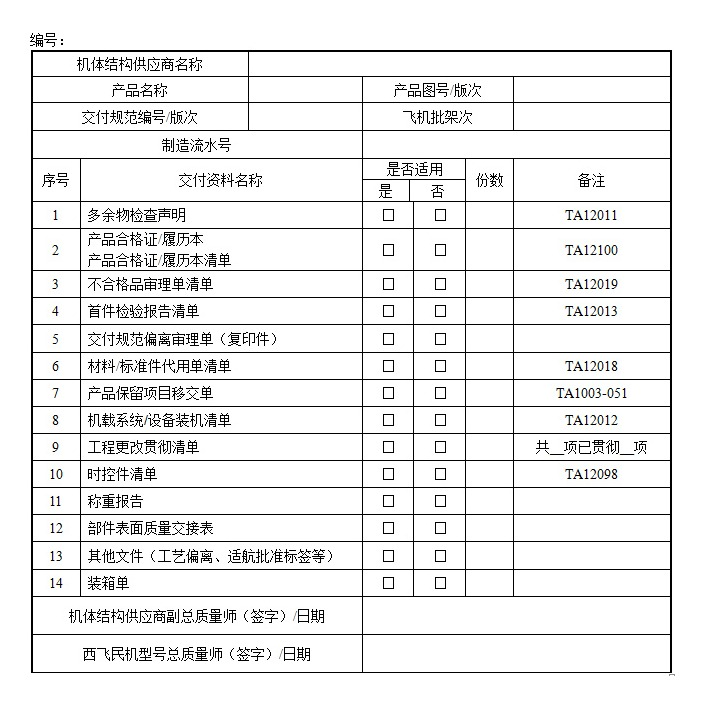 编号：
机体结构供应商名称
产品名称 产品图号/版次
交付规范编号/版次 飞机批架次
制造流水号
序号 交付资料名称 是否适用 份数 备注
是 否
1 多余物检查声明 □ □ TA12011
2 产品合格证/履历本
产品合格证/履历本清单 □ □ TA12100
3 不合格品审理单清单 □ □ TA12019
4 首件检验报告清单 □ □ TA12013
5 交付规范偏离审理单（复印件） □ □
6 材料/标准件代用单清单 □ □ TA12018
7 产品保留项目移交单 □ □ TA1003-051
8 机载系统/设备装机清单 □ □ TA12012
9 工程更改贯彻清单 □ □ 共__项已贯彻__项
10 时控件清单 □ □ TA12098
11 称重报告 □ □
12 部件表面质量交接表 □ □
13 其他文件（工艺偏离、适航批准标签等） □ □
14 装箱单 □ □
机体结构供应商副总质量师（签字）/日期
西飞民机型号总质量师（签字）/日期